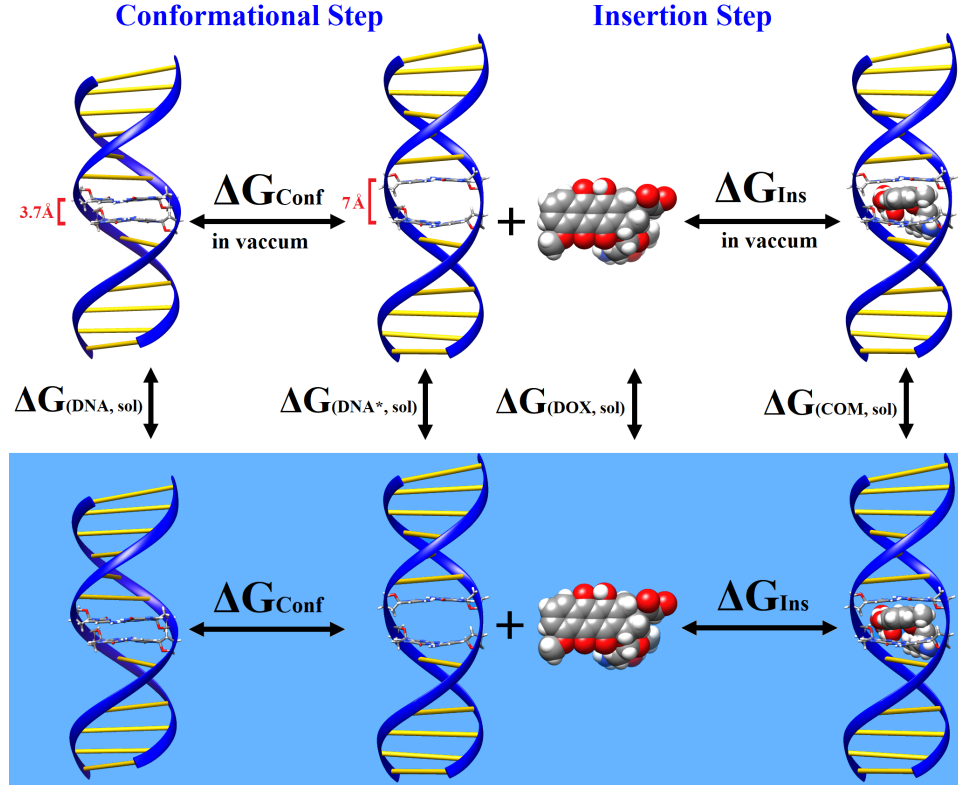 Conformational Step
Insertion Step
3.7Å
ΔGConf
in vaccum
7Å
+
ΔGIns
in vaccum
ΔG(DNA, sol)
ΔG(DNA*, sol)
ΔG(DOX, sol)
ΔG(COM, sol)
ΔGConf
+
ΔGIns